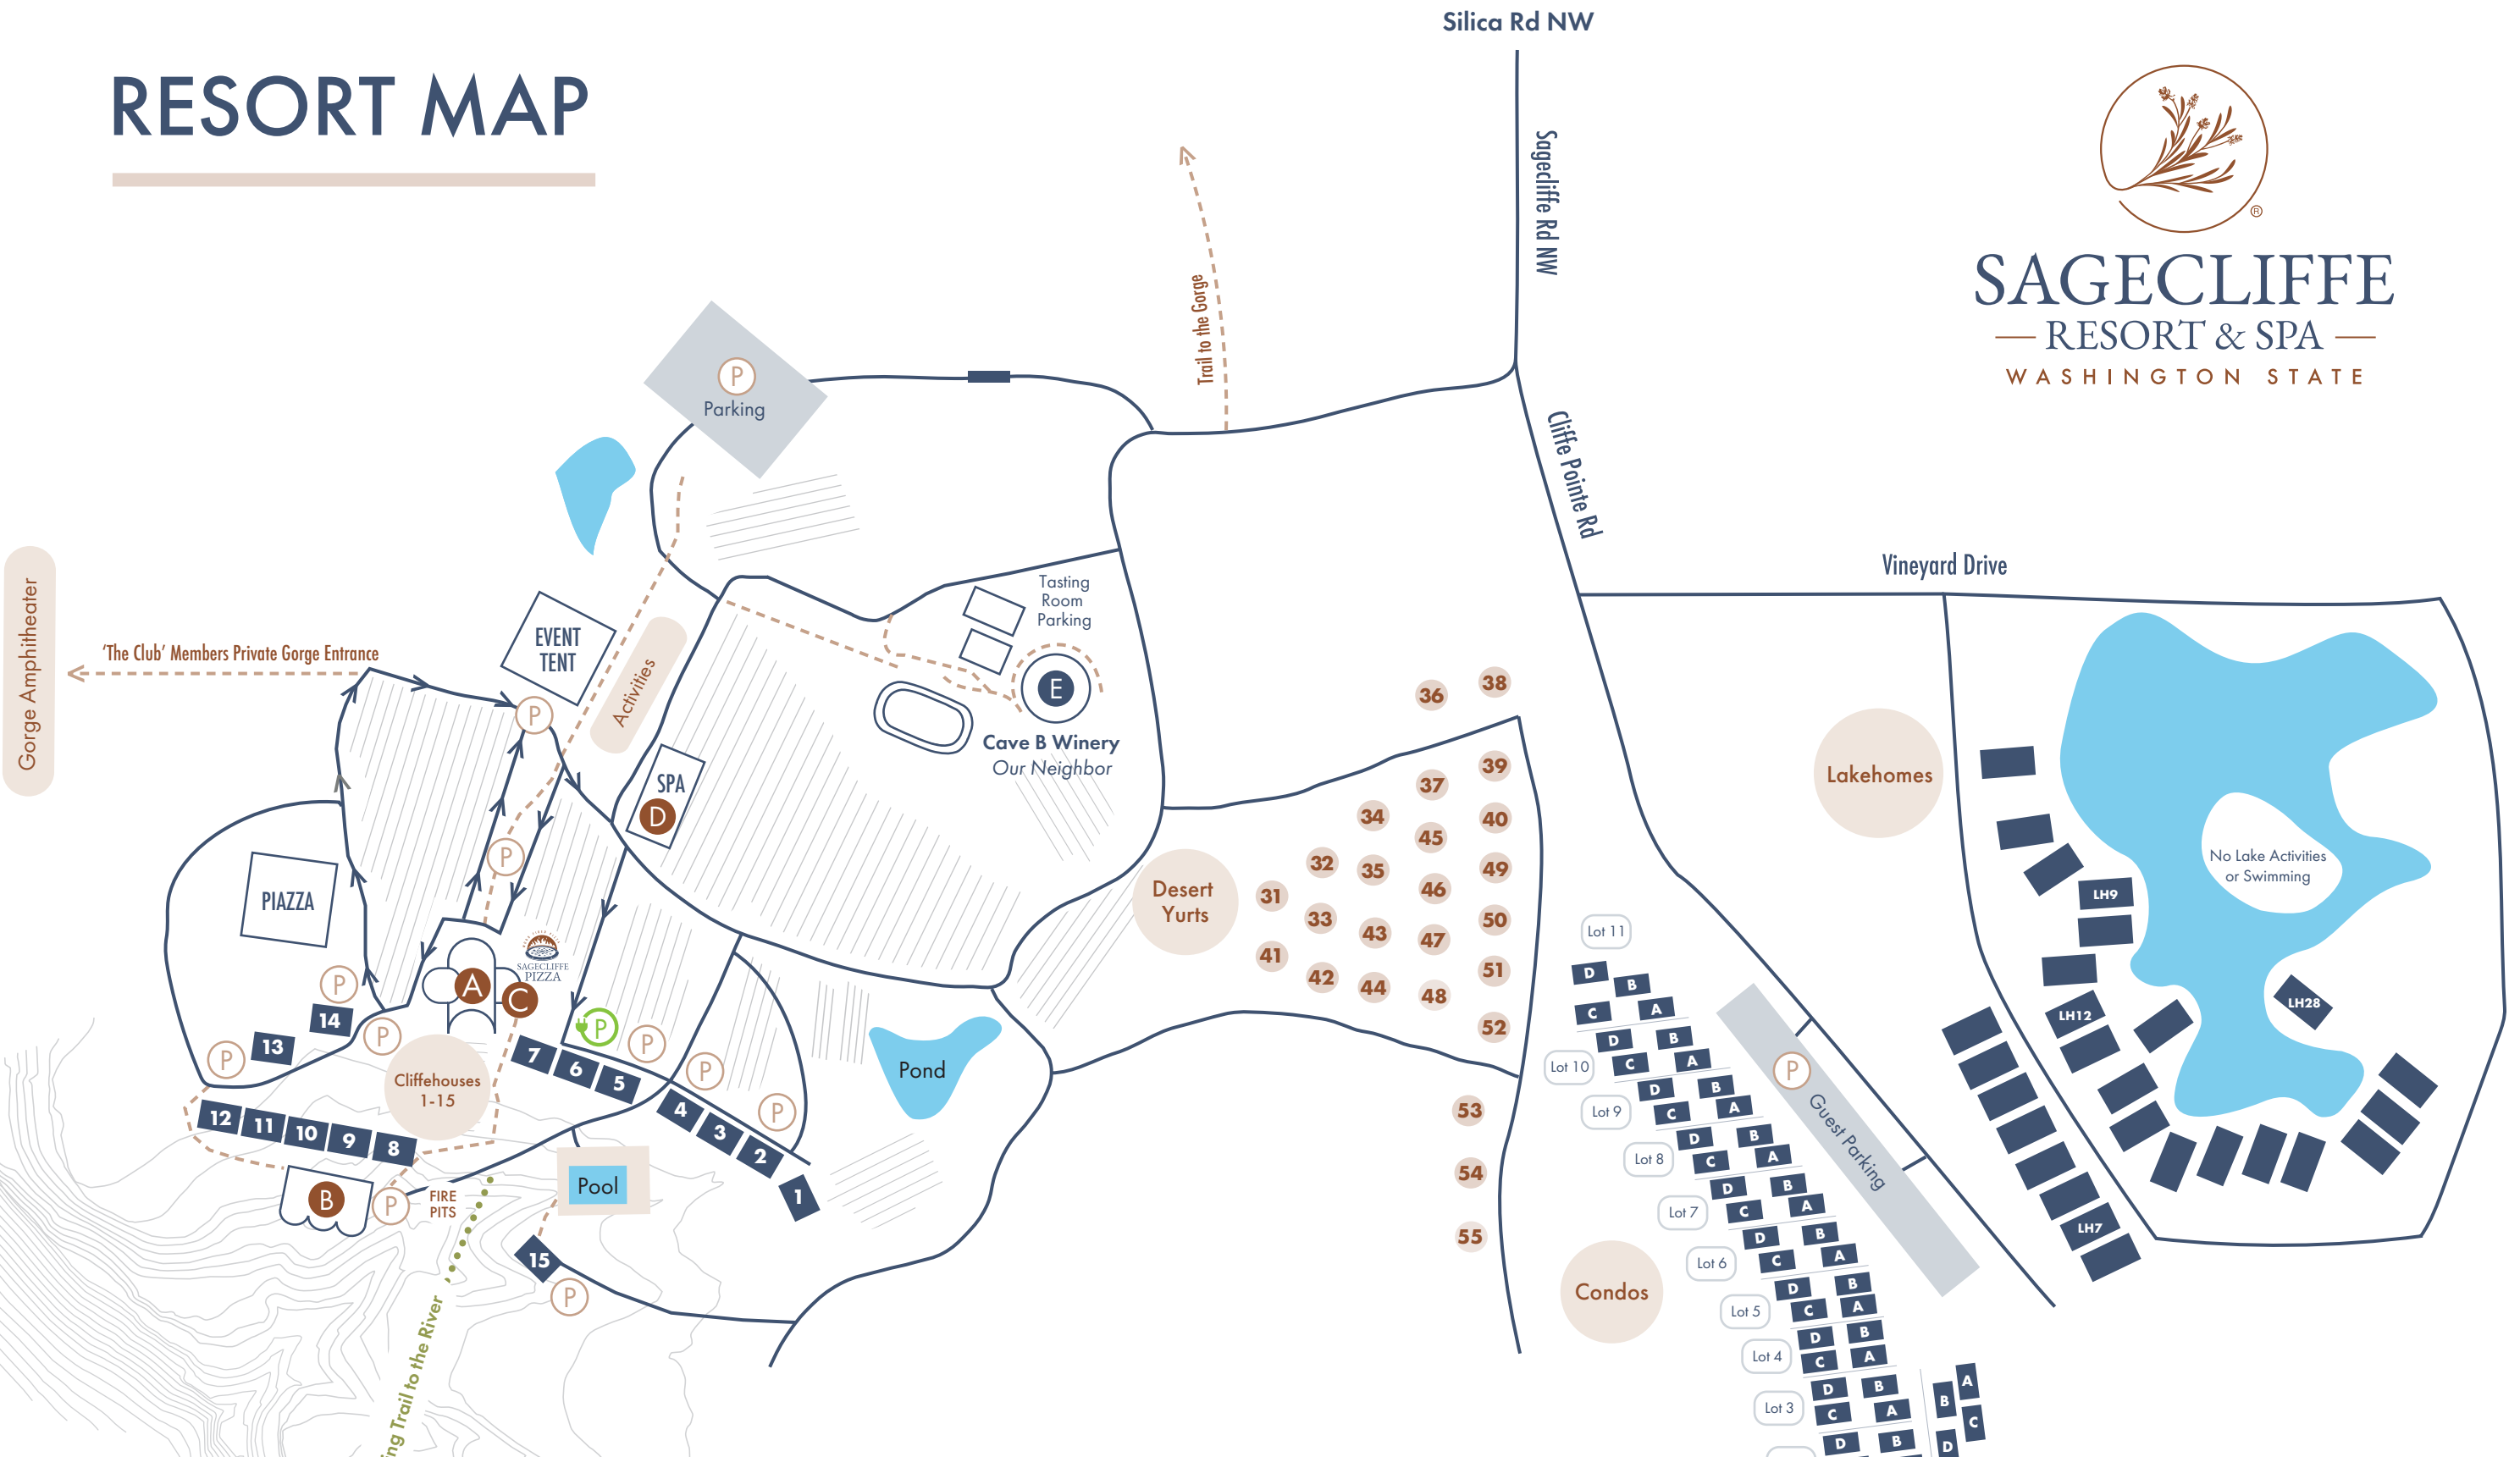 RESORT MAP
Silica Rd NW
Sagecliffe Rd NW
®
SAGECLIFFE
RESORT & SPA
WASHINGTON STATE
Trail to the Gorge
P
Parking
Cliffe Pointe Rd
Vineyard Drive
Gorge Amphitheater
'The Club' Members Private Gorge Entrance
EVENT
TENT
Activities
P
SPA
D
Tasting
Room
Parking
E
Cave B Winery
Our Neighbor
P
PIAZZA
A
C
SAGECLIFFE
PIZZA
P
14
13
P
P
Cliffehouses
1-15
P
P
P
P
7
6
5
4
3
2
1
12
11
10
9
8
B
P
FIRE
PITS
Pool
Pond
15
P
ing Trail to the River
Desert
Yurts
36
38
39
37
34
40
45
32
35
49
46
31
33
43
47
50
41
42
44
48
51
52
53
54
55
Lakehomes
No Lake Activities
or Swimming
LH9
LH12
LH28
LH7
P
Guest Parking
Condos
Lot 11
D
B
C
A
Lot 10
D
B
C
A
Lot 9
D
B
C
A
Lot 8
D
B
C
A
Lot 7
D
B
C
A
Lot 6
D
B
C
A
Lot 5
D
B
C
A
Lot 4
D
B
C
A
Lot 3
D
B
C
A
D
B
A
B
C
D